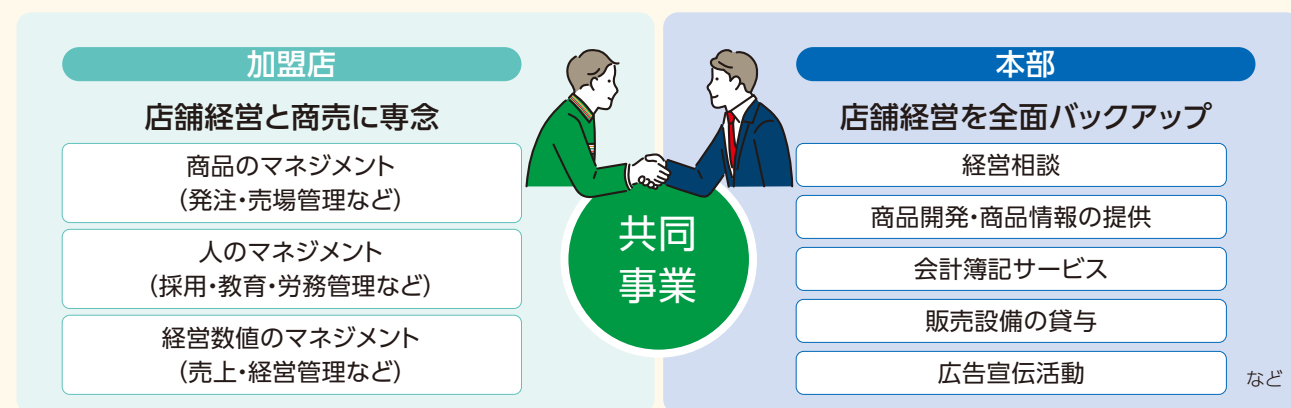 加盟店
店舗経営と商売に専念
商品のマネジメント
(発注・売場管理など)
人のマネジメント
(採用・教育・労務管理など)
経営数値のマネジメント
(売上・経営管理など)
共同
事業
本部
店舗経営を全面バックアップ
経営相談
商品開発・商品情報の提供
会計簿記サービス
販売設備の貸与
広告宣伝活動
など